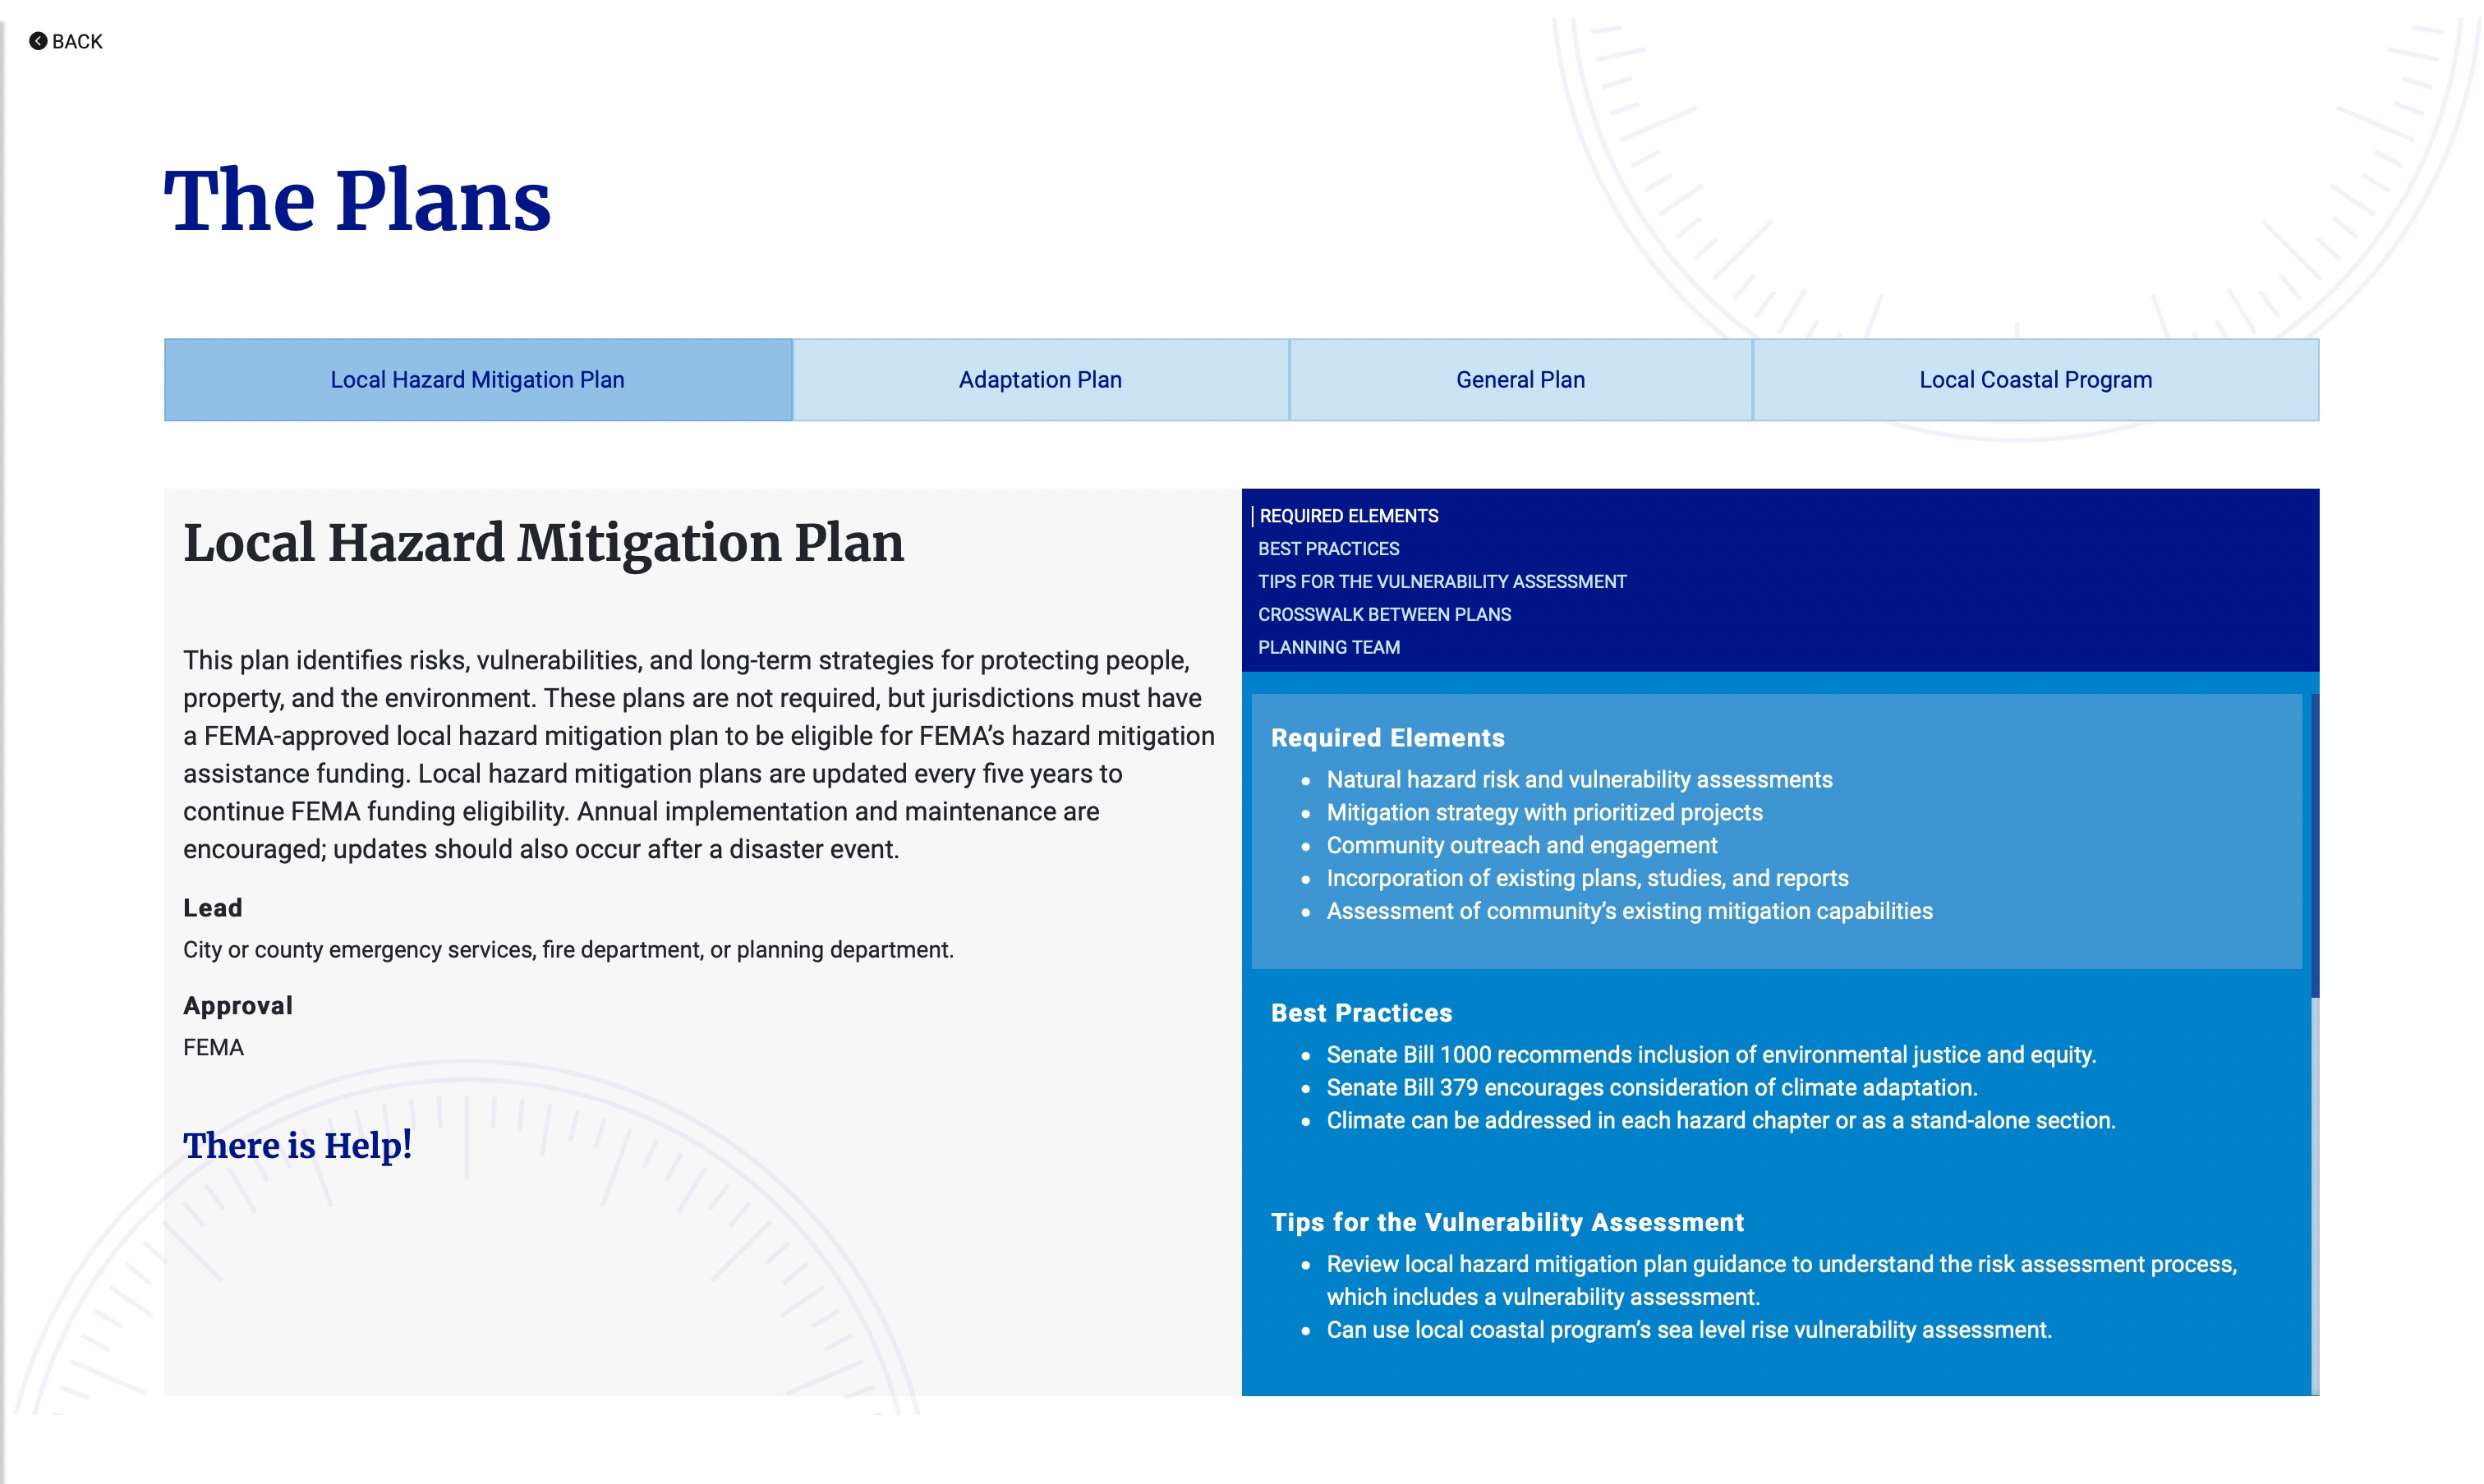 BACK
The Plans
Local Hazard Mitigation Plan
Adaptation Plan
General Plan
Local Coastal Program
Local Hazard Mitigation Plan
This plan identifies risks, vulnerabilities, and long-term strategies for protecting people,
property, and the environment. These plans are not required, but jurisdictions must have
a FEMA-approved local hazard mitigation plan to be eligible for FEMA’s hazard mitigation
assistance funding. Local hazard mitigation plans are updated every five years to
continue FEMA funding eligibility. Annual implementation and maintenance are
encouraged; updates should also occur after a disaster event.
Lead
City or county emergency services, fire department, or planning department.
Approval
FEMA
There is Help!
REQUIRED ELEMENTS
BEST PRACTICES
TIPS FOR THE VULNERABILITY ASSESSMENT
CROSSWALK BETWEEN PLANS
PLANNING TEAM
Required Elements
• Natural hazard risk and vulnerability assessments
• Mitigation strategy with prioritized projects
• Community outreach and engagement
• Incorporation of existing plans, studies, and reports
• Assessment of community’s existing mitigation capabilities
Best Practices
• Senate Bill 1000 recommends inclusion of environmental justice and equity.
• Senate Bill 379 encourages consideration of climate adaptation.
• Climate can be addressed in each hazard chapter or as a stand-alone section.
Tips for the Vulnerability Assessment
• Review local hazard mitigation plan guidance to understand the risk assessment process,
which includes a vulnerability assessment.
• Can use local coastal program’s sea level rise vulnerability assessment.